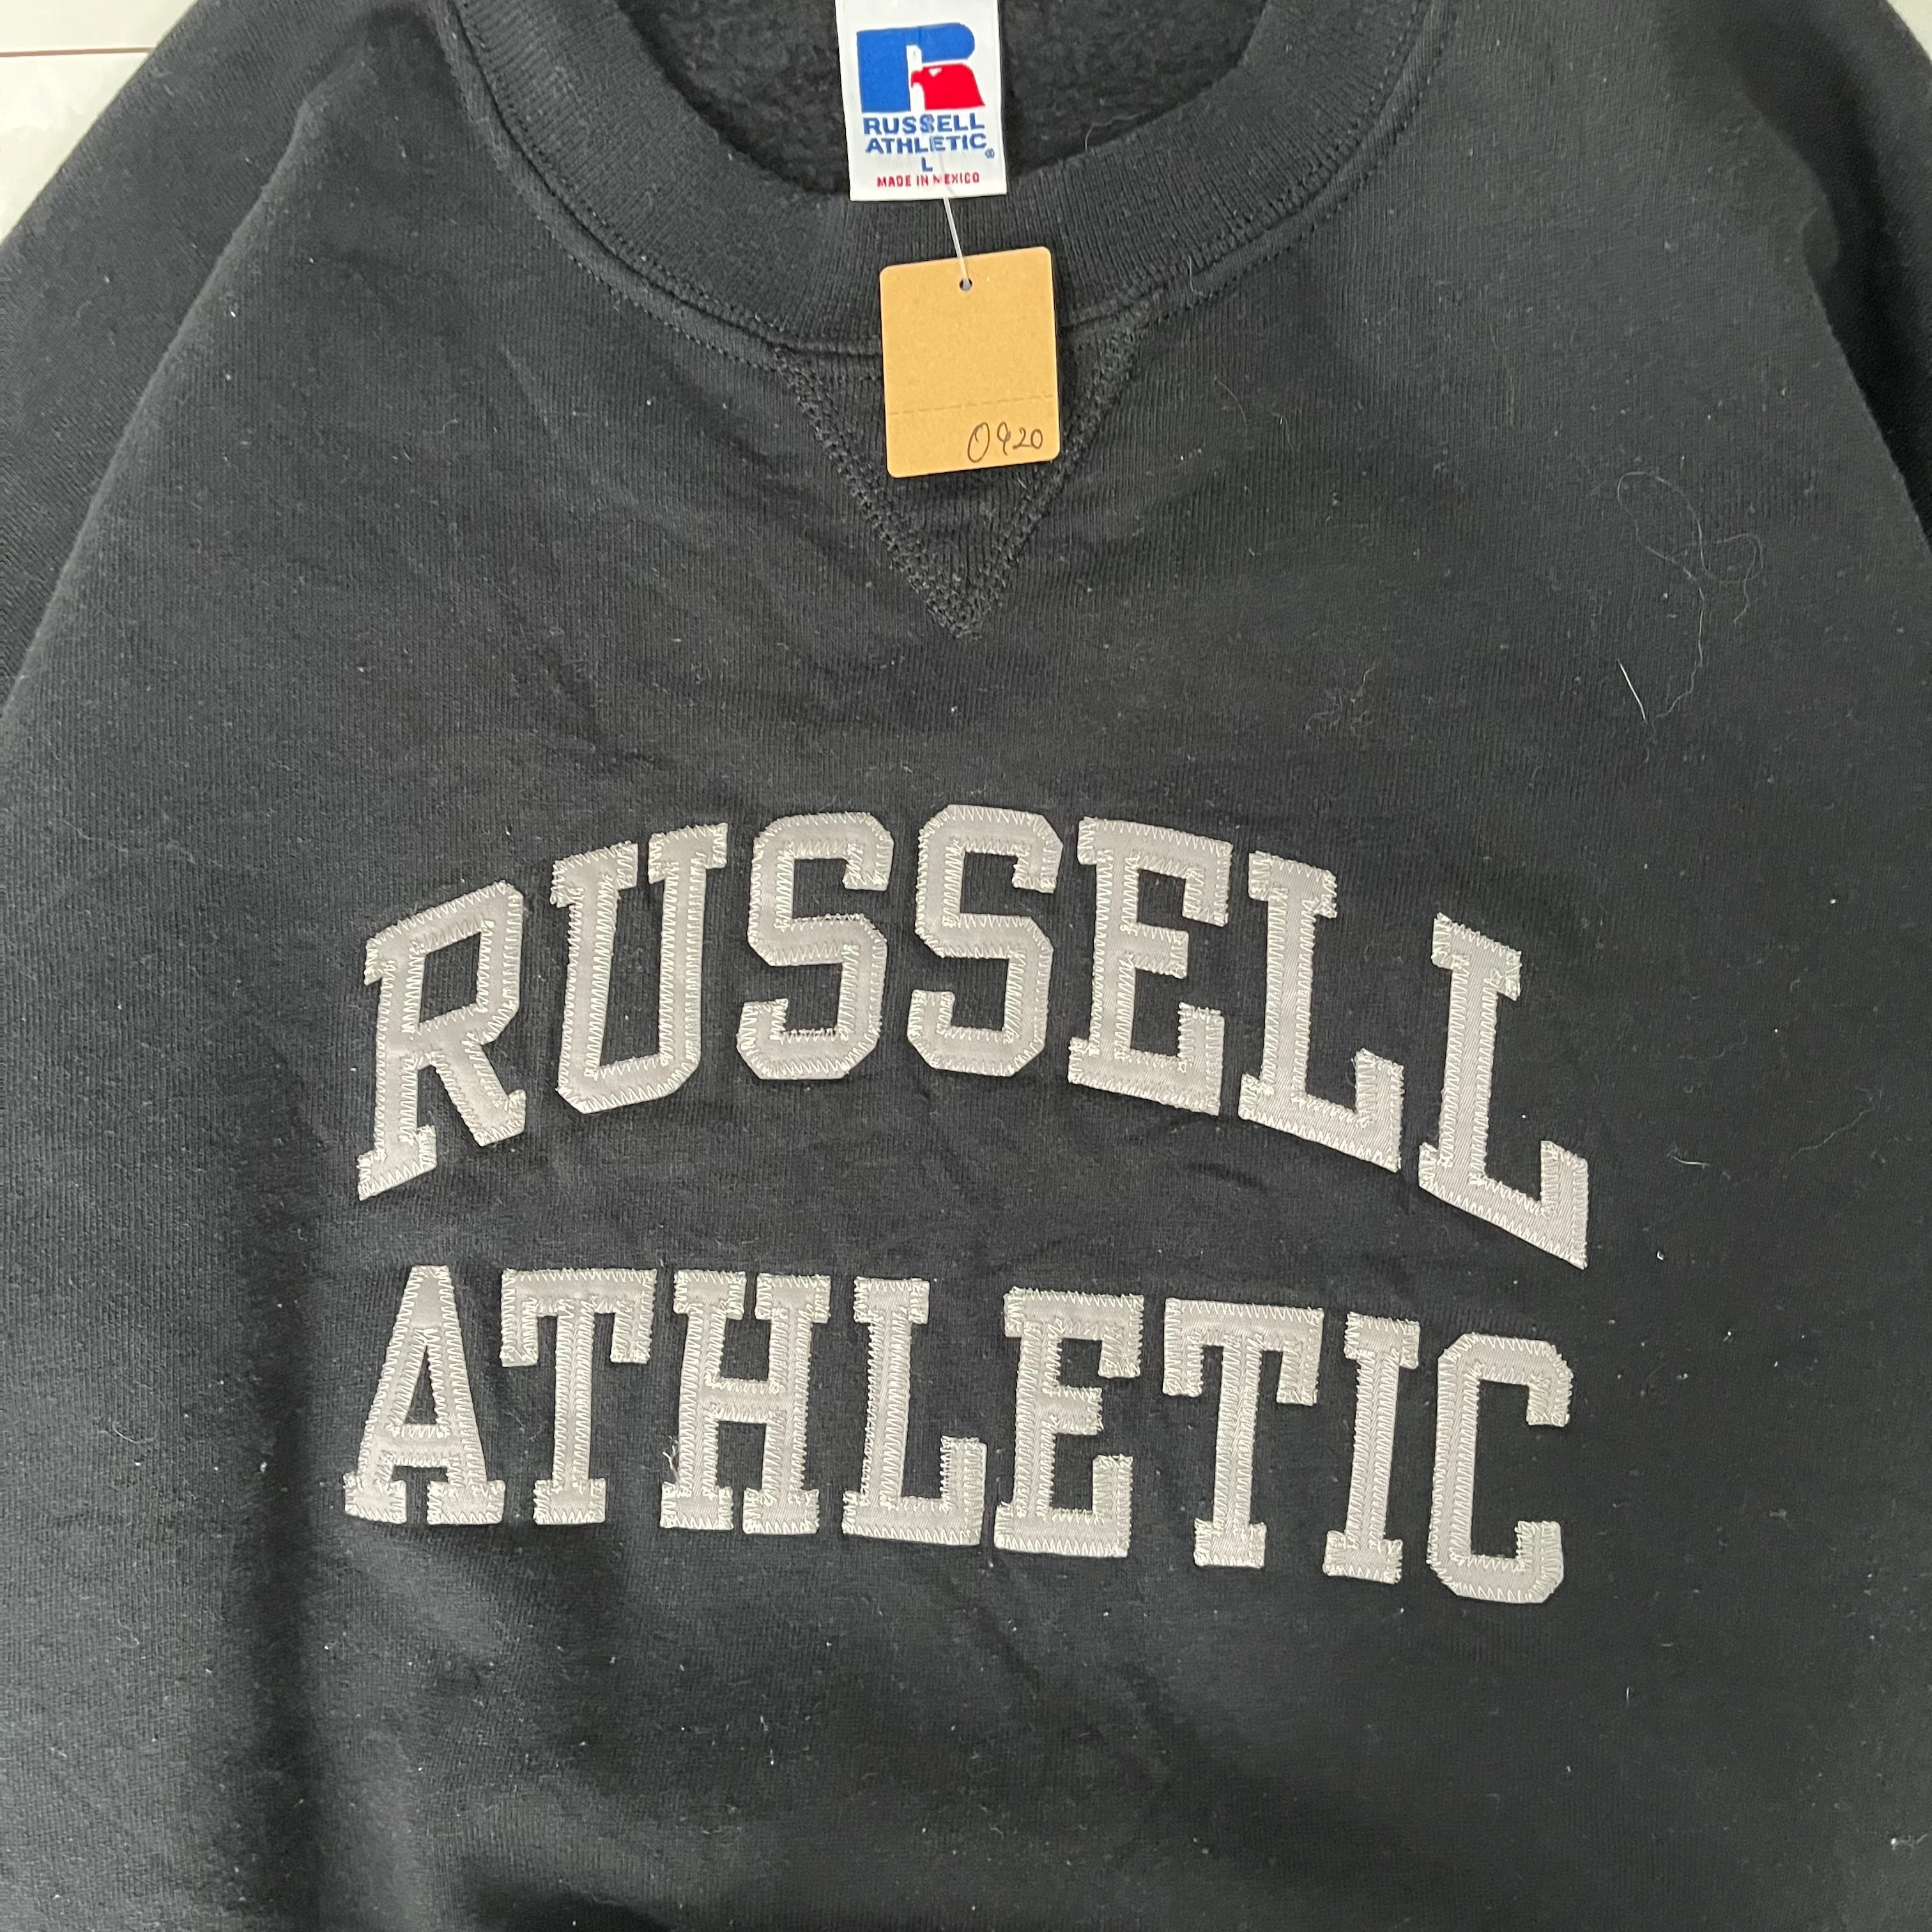 RUSSELL
ATHLETIC®
L
MADE IN MEXICO
0920
RUSSELL
ATHLETIC